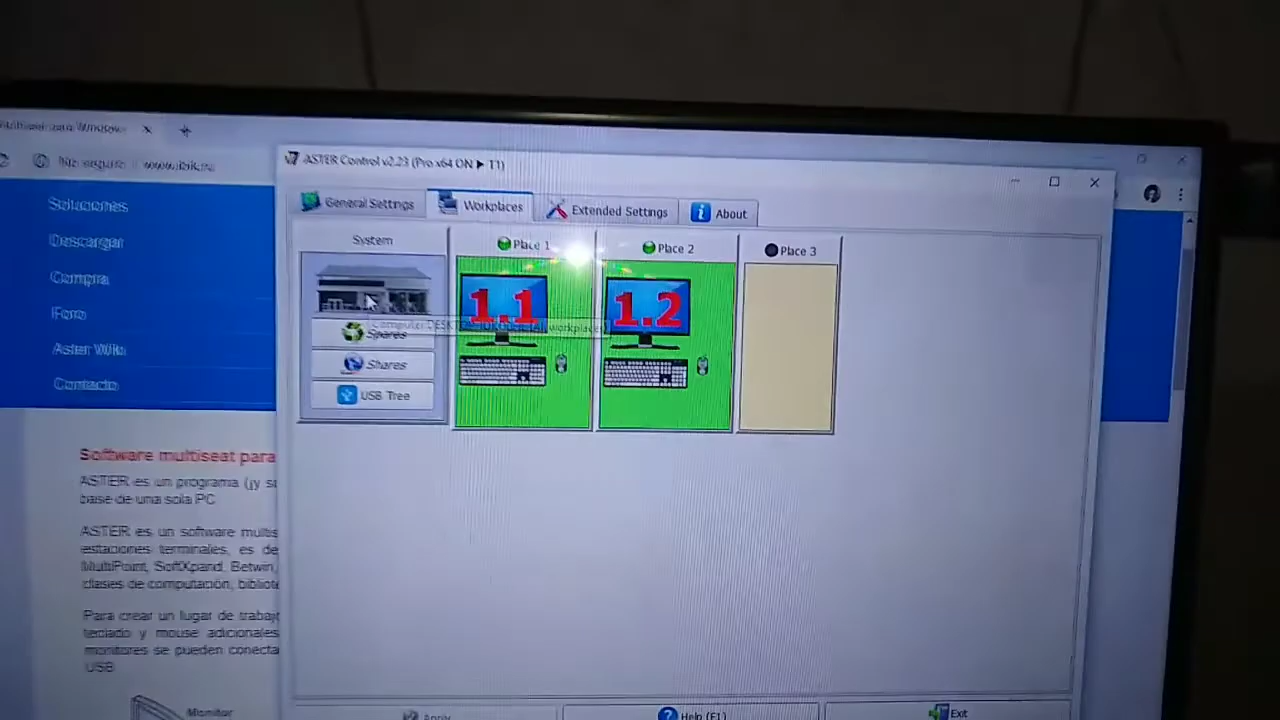 ASTER Control v2.23 (Pro x64 ON ▶ T1)
General Settings
Workplaces
Extended Settings
About
System
Place 1
Place 2
Place 3
1.1
1.2
Spares
Shares
USB Tree
Soluciones
Descargar
Compra
Foro
Aster Wiki
Contacto
Software multiseat para
ASTER es un programa (¡y
base de una sola PC
ASTER es un software
estaciones terminales, es
MultiPoint, SoftXpand, Betwin,
clases de computación,
Para crear un lugar de
teclado y mouse adicionales
monitores se pueden
USB
Monitor
Apply
Help (F1)
Exit